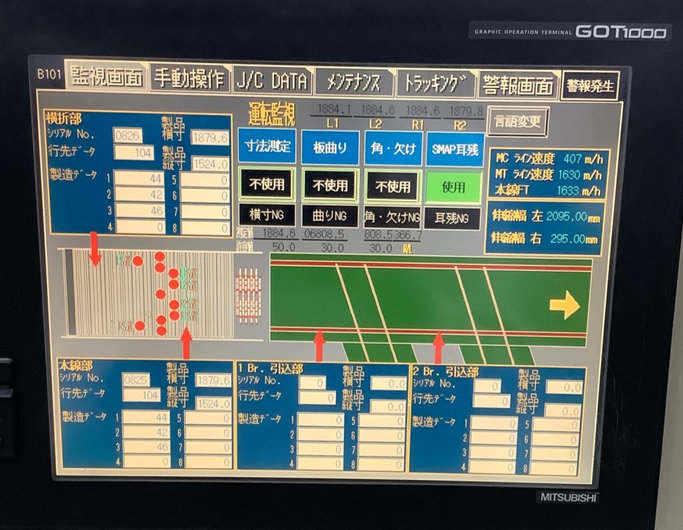 GRAPHIC OPERATION TERMINAL GOT1000
B101 監視画面 手動操作 J/C DATA メンテナンス トラッキング 警報画面 警報発生
横折部
シリアル No. 0826 製品横寸 1879.6
行先データ 104 製品縦寸 1524.0
製造データ 1 44 5 0
2 42 6 0
3 46 7 0
4 0 8 0
運転監視 1884.1 1884.6 1884.6 1879.8
L1 L2 R1 R2
寸法測定 板曲り 角・欠け SMAP耳残
不使用 不使用 不使用 使用
横寸NG 曲りNG 角・欠けNG 耳残NG
1884.6 06808.5 808.5 366.7
50.0 30.0 30.0
言語変更
MC ライン速度 407 m/h
MT ライン速度 1630 m/h
本線FT 1633 m/h
伸縮幅 左 2095.00mm
伸縮幅 右 295.00mm
本線部
シリアル No. 0825 製品横寸 1879.6
行先データ 104 製品縦寸 1524.0
製造データ 1 44 5 0
2 42 6 0
3 46 7 0
4 0 8 0
1 Br. 引込部
シリアル No. 0 製品横寸 0.0
行先データ 0 製品縦寸 0.0
製造データ 1 0 5 0
2 0 6 0
3 0 7 0
4 0 8 0
2 Br. 引込部
シリアル No. 0 製品横寸 0.0
行先データ 0 製品縦寸 0.0
製造データ 1 0 5 0
2 0 6 0
3 0 7 0
4 0 8 0
MITSUBISHI